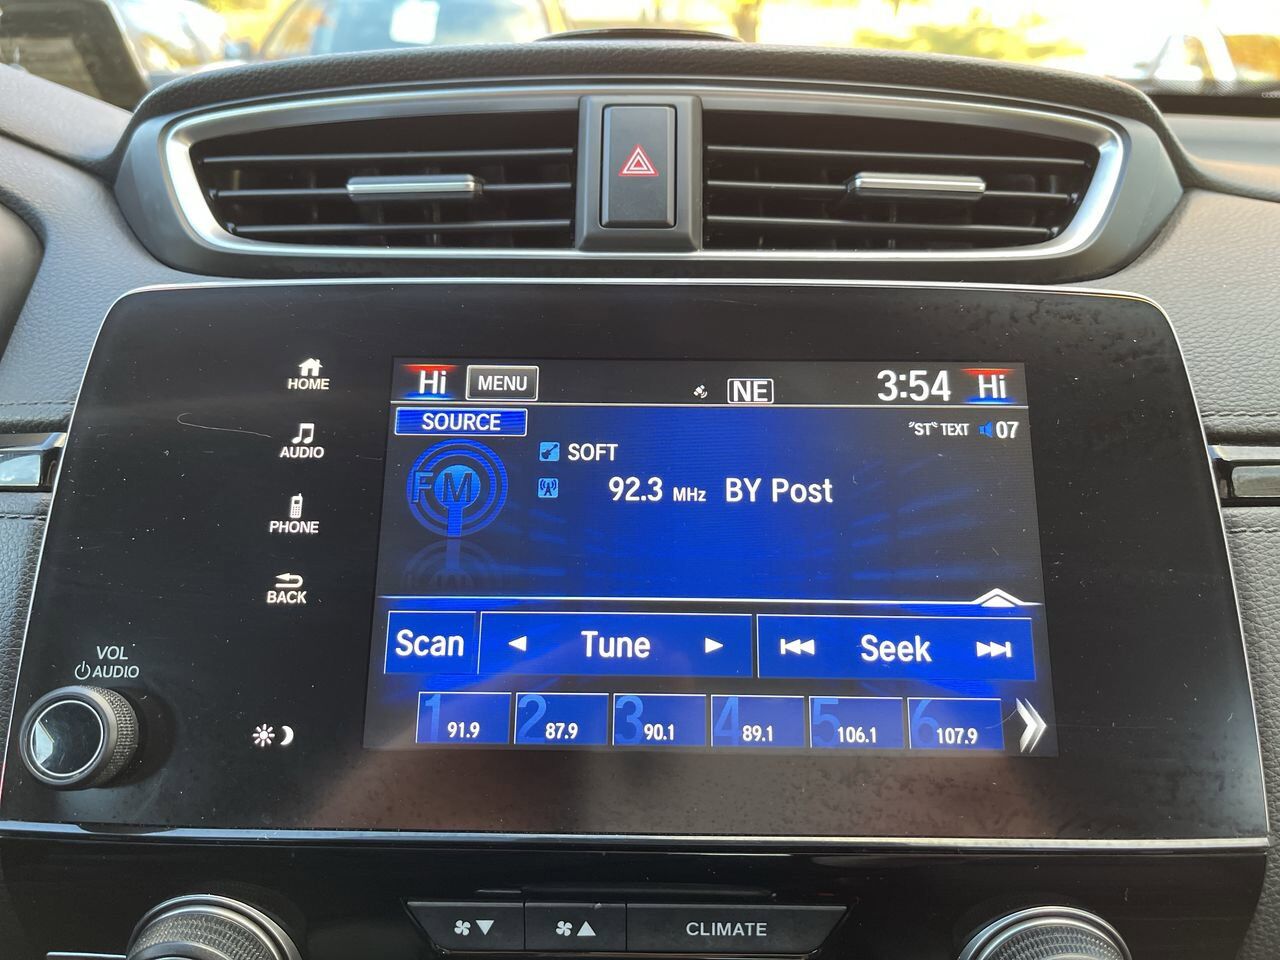 HOME
AUDIO
PHONE
BACK
VOL
AUDIO
Hi MENU NE 3:54 Hi
SOURCE "ST" TEXT 07
FM SOFT
92.3 MHz BY Post
Scan Tune Seek
1 91.9 2 87.9 3 90.1 4 89.1 5 106.1 6 107.9
CLIMATE